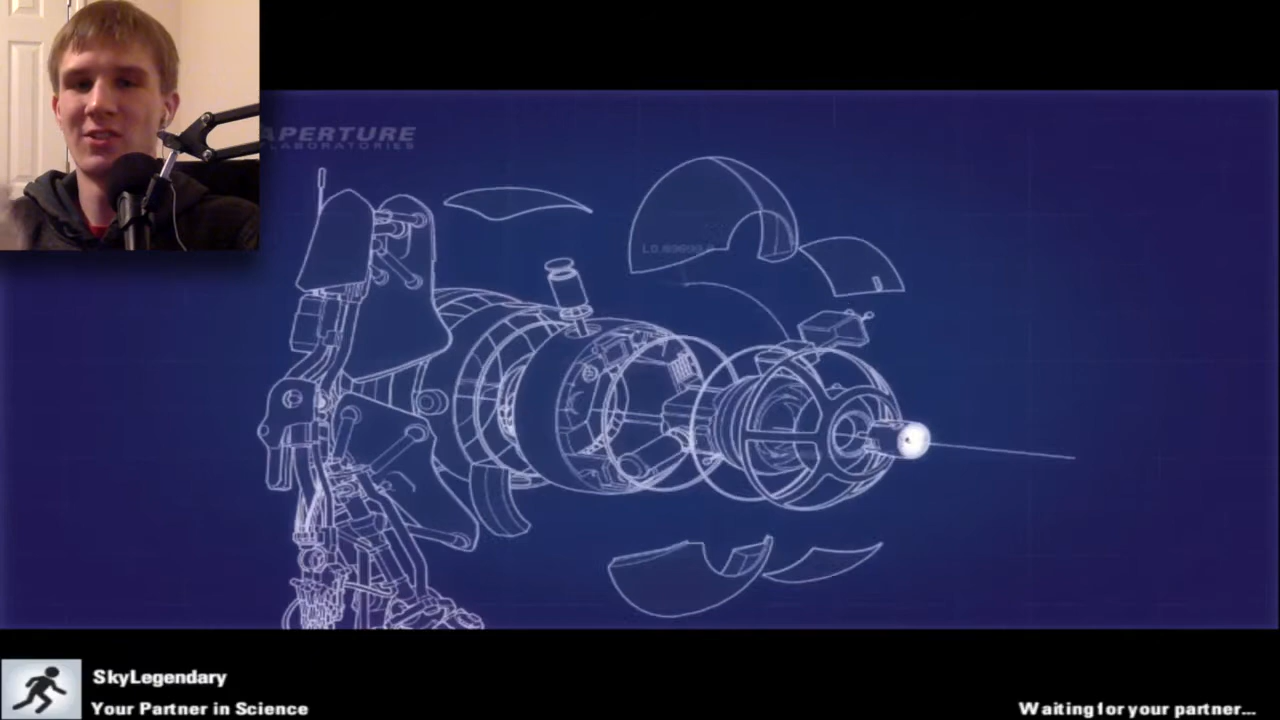 APERTURE
LABORATORIES
SkyLegendary
Your Partner in Science
Waiting for your partner...